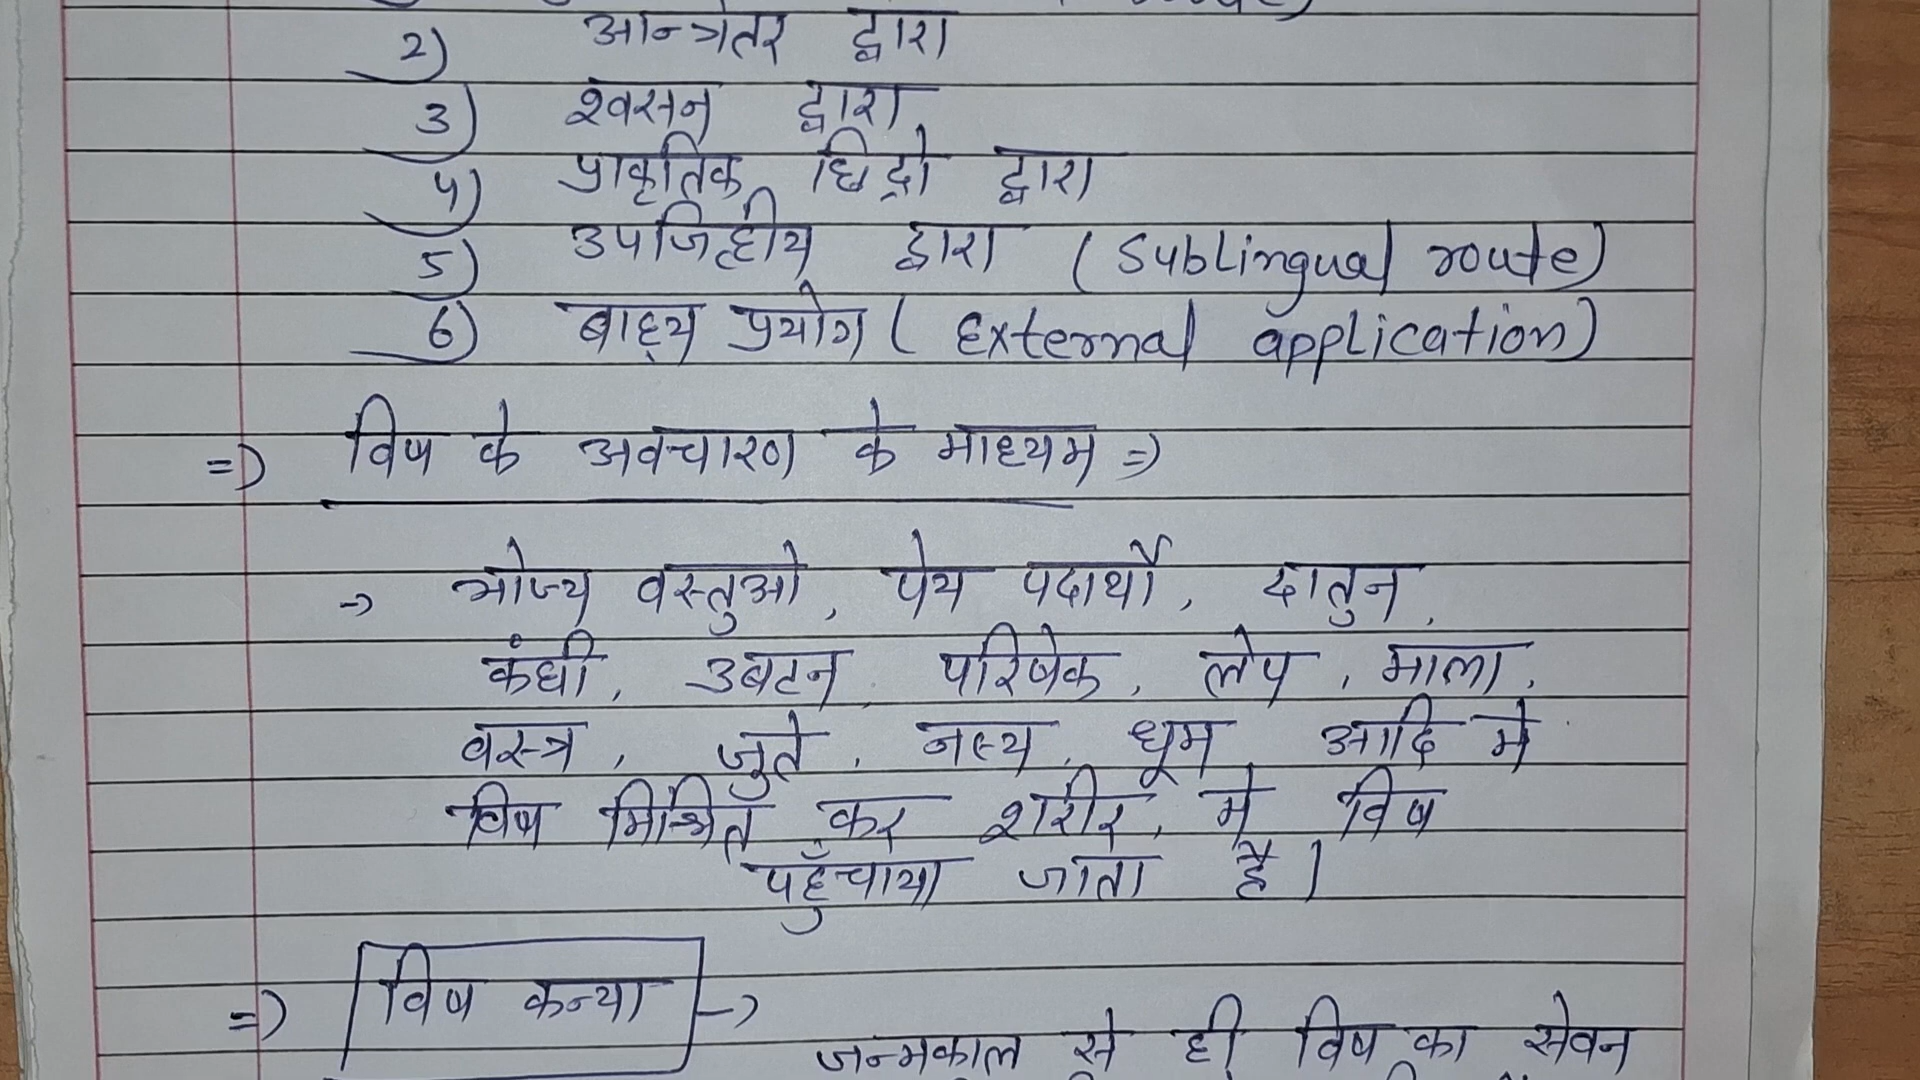 2) आन्त्रेतर द्वारा
3) श्वसन द्वारा
4) प्राकृतिक छिद्रो द्वारा
5) उपजिह्वीय द्वारा (Sublingual route)
6) बाह्य प्रयोग (External application)
=> विष के अवचारण के माध्यम =>
-> भोज्य वस्तुओ, पेय पदार्थो, दातुन,
कंघी, उबटन, परिषेक, लेप, माला,
वस्त्र, जुते, नस्य, धूम आदि मे
विष मिश्रित कर शरीर मे विष
पहुँचाया जाता है।
=> विष कन्या ->
जन्मकाल से ही विष का सेवन